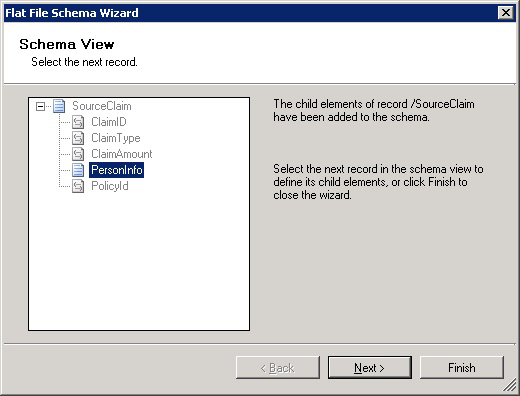 Flat File Schema Wizard
Schema View
Select the next record.
SourceClaim
ClaimID
ClaimType
ClaimAmount
PersonInfo
PolicyId
The child elements of record /SourceClaim
have been added to the schema.
Select the next record in the schema view to
define its child elements, or click Finish to
close the wizard.
< Back
Next >
Finish